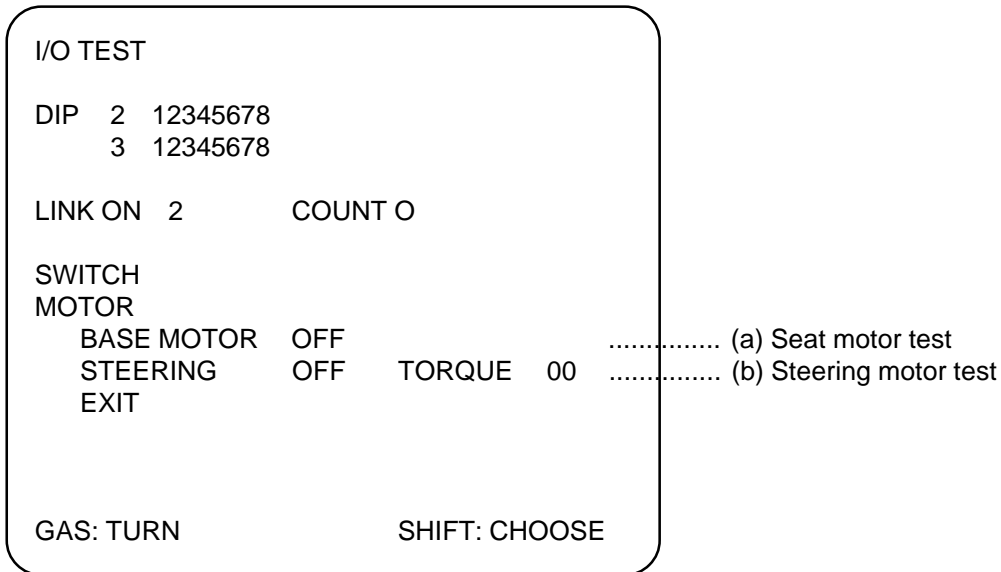 I/O TEST
DIP 2 12345678
3 12345678
LINK ON 2 COUNT O
SWITCH
MOTOR
BASE MOTOR OFF ............... (a) Seat motor test
STEERING OFF TORQUE 00 ............... (b) Steering motor test
EXIT
GAS: TURN SHIFT: CHOOSE